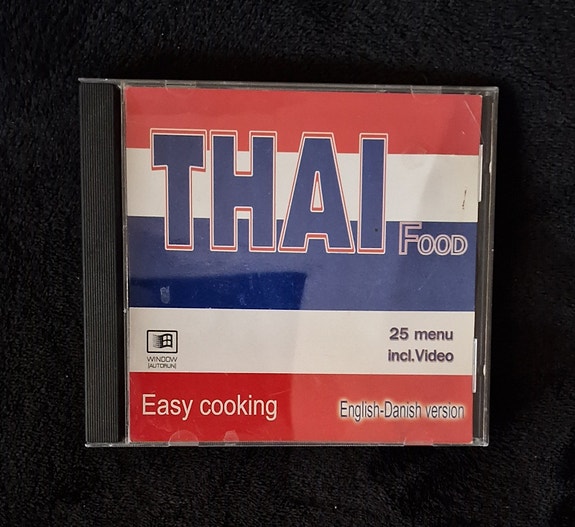 THAI
FOOD
25 menu
incl.Video
WINDOW
(AUTORUN)
Easy cooking
English-Danish version